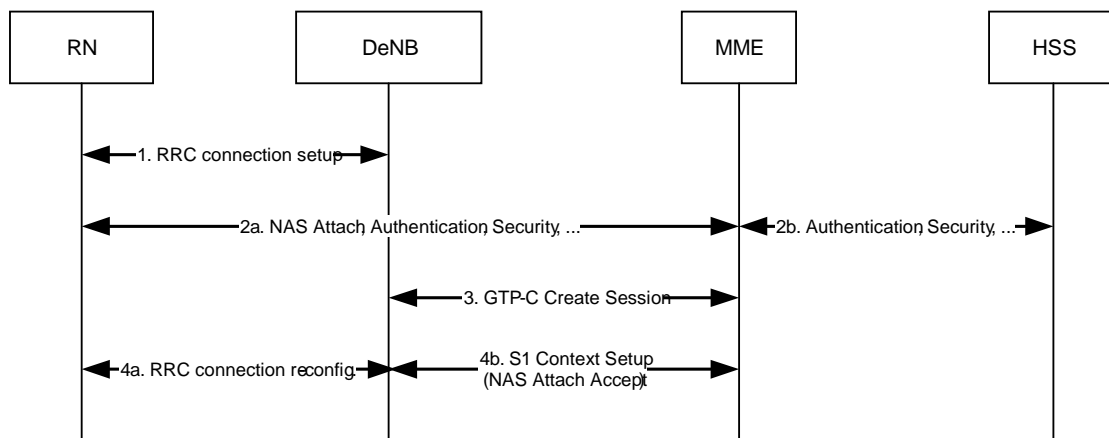 RN
DeNB
MME
HSS
1. RRC connection setup
2a. NAS Attach, Authentication, Security, ...
2b. Authentication, Security, ...
3. GTP-C Create Session
4a. RRC connection reconfig.
4b. S1 Context Setup
(NAS Attach Accept)